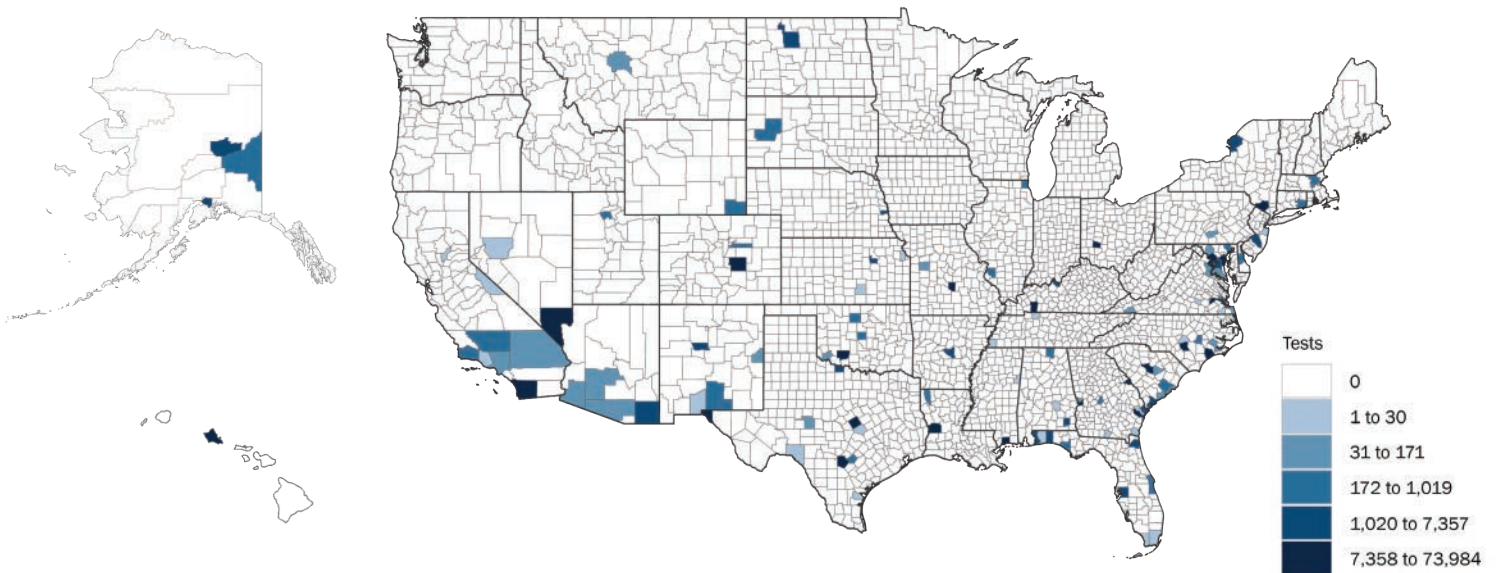 Tests
0
1 to 30
31 to 171
172 to 1,019
1,020 to 7,357
7,358 to 73,984